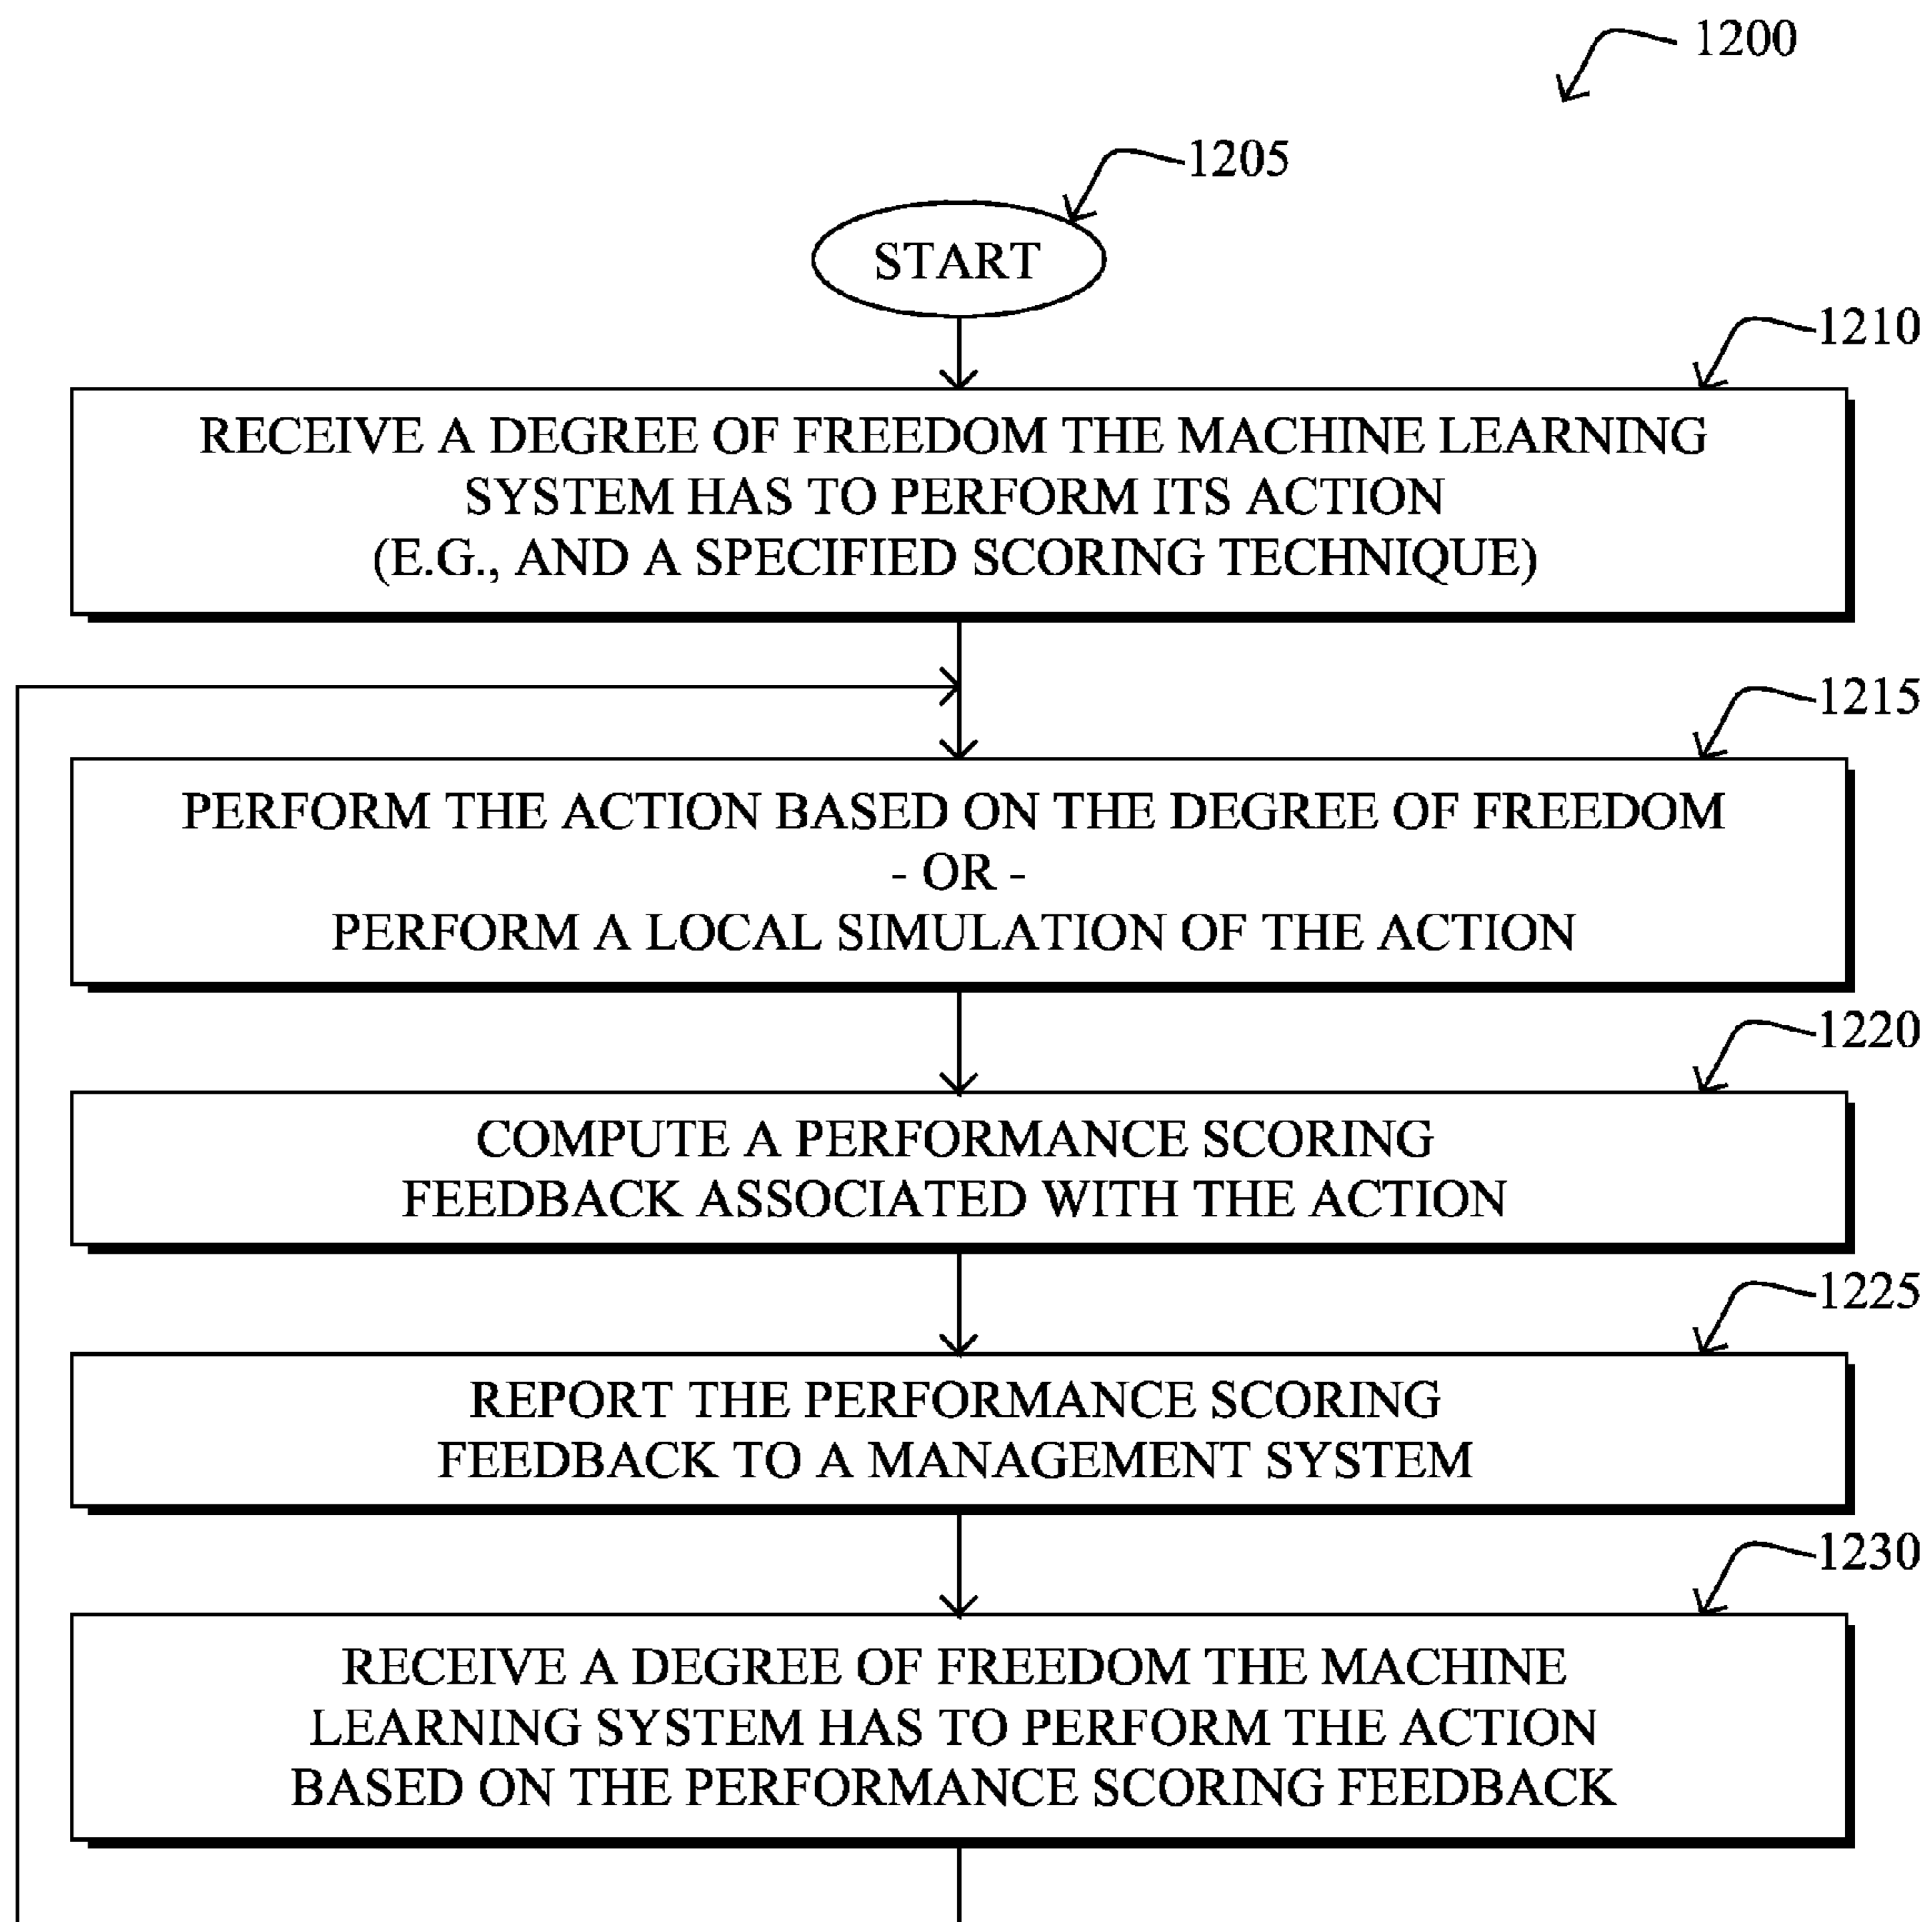 1200
1205
START
1210
RECEIVE A DEGREE OF FREEDOM THE MACHINE LEARNING
SYSTEM HAS TO PERFORM ITS ACTION
(E.G., AND A SPECIFIED SCORING TECHNIQUE)
1215
PERFORM THE ACTION BASED ON THE DEGREE OF FREEDOM
- OR -
PERFORM A LOCAL SIMULATION OF THE ACTION
1220
COMPUTE A PERFORMANCE SCORING
FEEDBACK ASSOCIATED WITH THE ACTION
1225
REPORT THE PERFORMANCE SCORING
FEEDBACK TO A MANAGEMENT SYSTEM
1230
RECEIVE A DEGREE OF FREEDOM THE MACHINE
LEARNING SYSTEM HAS TO PERFORM THE ACTION
BASED ON THE PERFORMANCE SCORING FEEDBACK